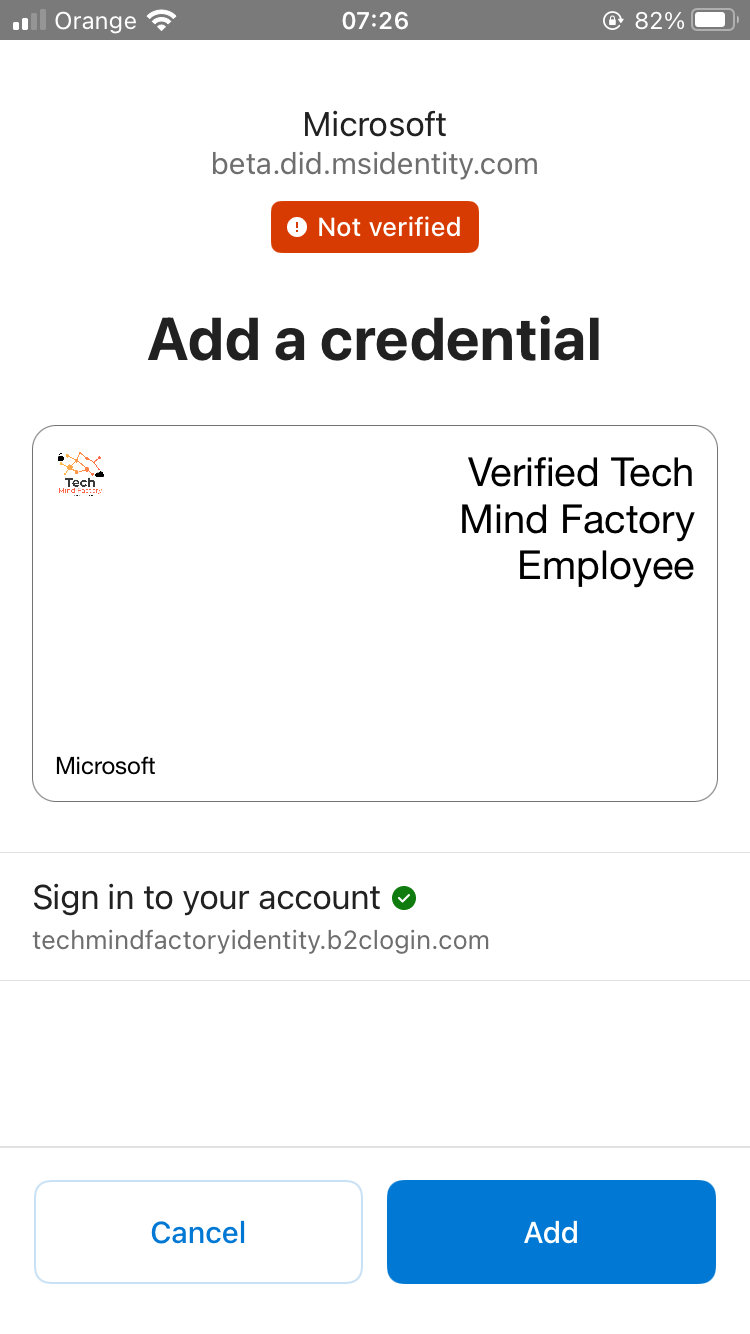 Orange 07:26 82%
Microsoft
beta.did.msidentity.com
Not verified
Add a credential
Tech
Mind Factory
Verified Tech
Mind Factory
Employee
Microsoft
Sign in to your account
techmindfactoryidentity.b2clogin.com
Cancel Add